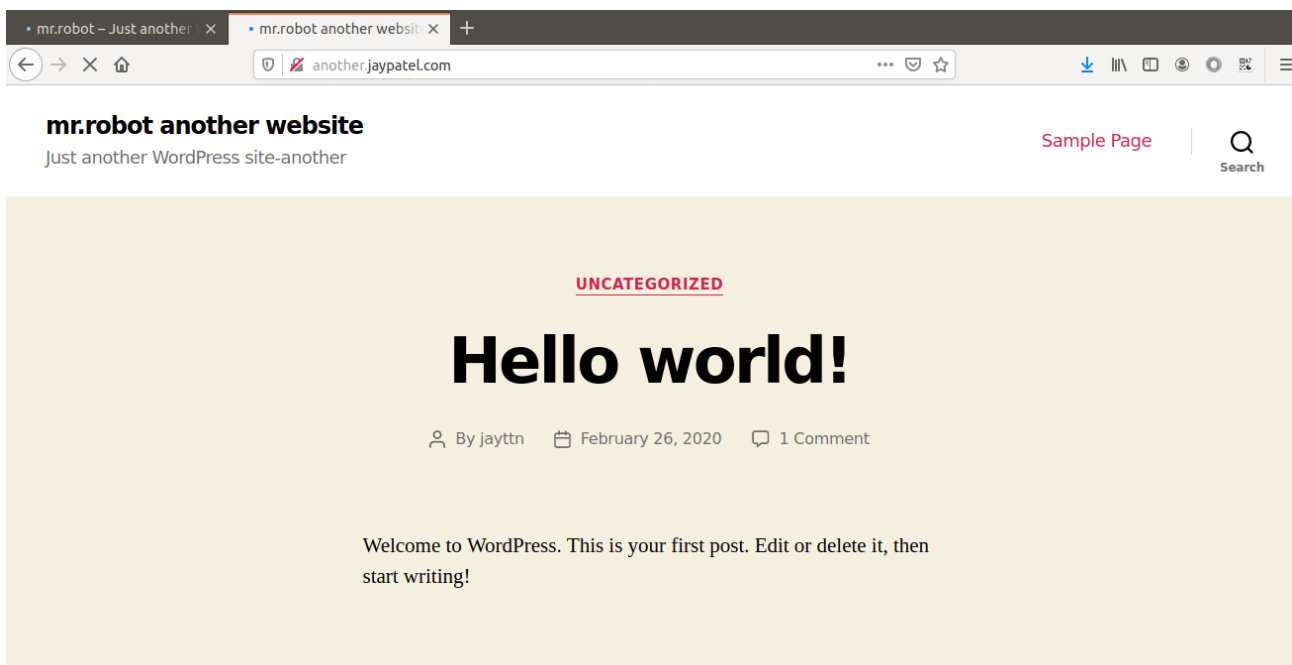 mr.robot – Just another
mr.robot another websit
another.jaypatel.com
mr.robot another website
Just another WordPress site-another
Sample Page
Search
UNCATEGORIZED
Hello world!
By jayttn February 26, 2020 1 Comment
Welcome to WordPress. This is your first post. Edit or delete it, then
start writing!